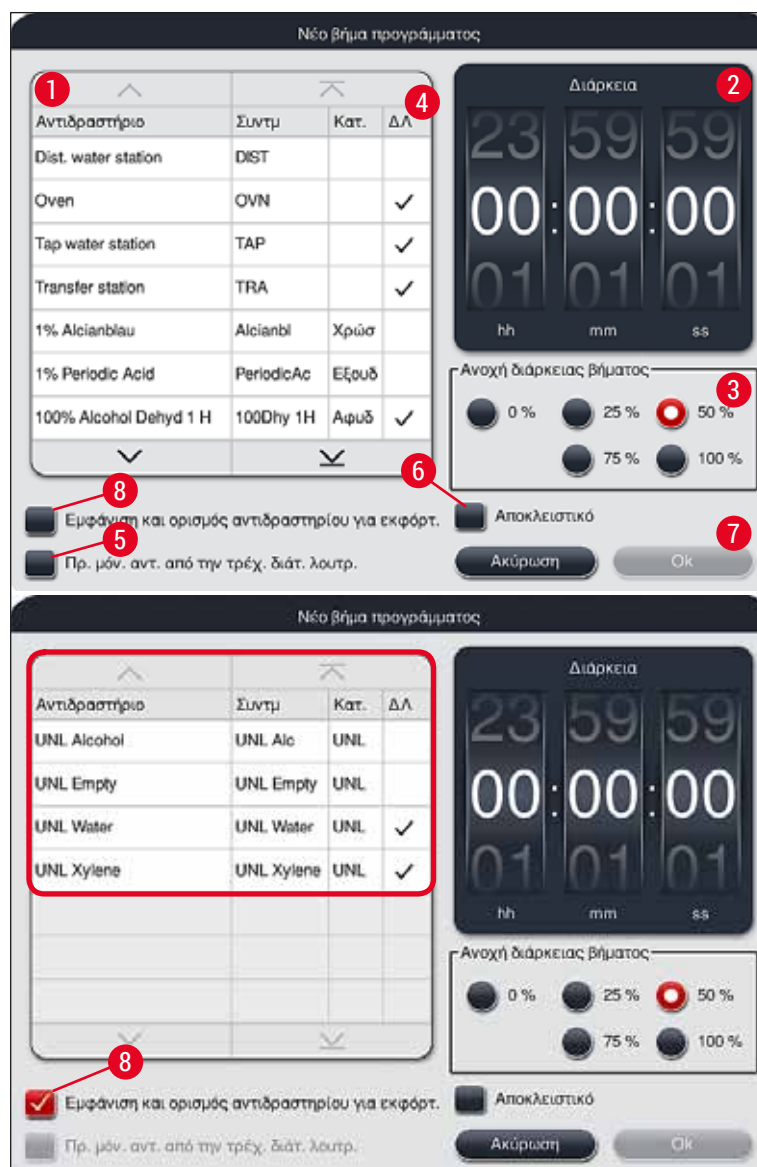 Νέο βήμα προγράμματος
1
Αντιδραστήριο Συντμ Κατ. ΔΛ
4
Dist. water station DIST
Oven OVN ✓
Tap water station TAP ✓
Transfer station TRA ✓
1% Alcianblau Alcianbl Χρώσ
1% Periodic Acid PeriodicAc Εξουδ
100% Alcohol Dehyd 1 H 100Dhy 1H Αφυδ ✓
Διάρκεια
2
23 59 59
00:00:00
01 01 01
hh mm ss
Ανοχή διάρκειας βήματος
3
0 % 25 % 50 %
75 % 100 %
8
6
Εμφάνιση και ορισμός αντιδραστηρίου για εκφόρτ.
Αποκλειστικό
5
7
Πρ. μόν. αντ. από την τρέχ. διάτ. λουτρ.
Ακύρωση Ok
Νέο βήμα προγράμματος
Αντιδραστήριο Συντμ Κατ. ΔΛ
UNL Alcohol UNL Alc UNL
UNL Empty UNL Empty UNL
UNL Water UNL Water UNL ✓
UNL Xylene UNL Xylene UNL ✓
Διάρκεια
23 59 59
00:00:00
01 01 01
hh mm ss
Ανοχή διάρκειας βήματος
0 % 25 % 50 %
75 % 100 %
8
Εμφάνιση και ορισμός αντιδραστηρίου για εκφόρτ.
Αποκλειστικό
Πρ. μόν. αντ. από την τρέχ. διάτ. λουτρ.
Ακύρωση Ok